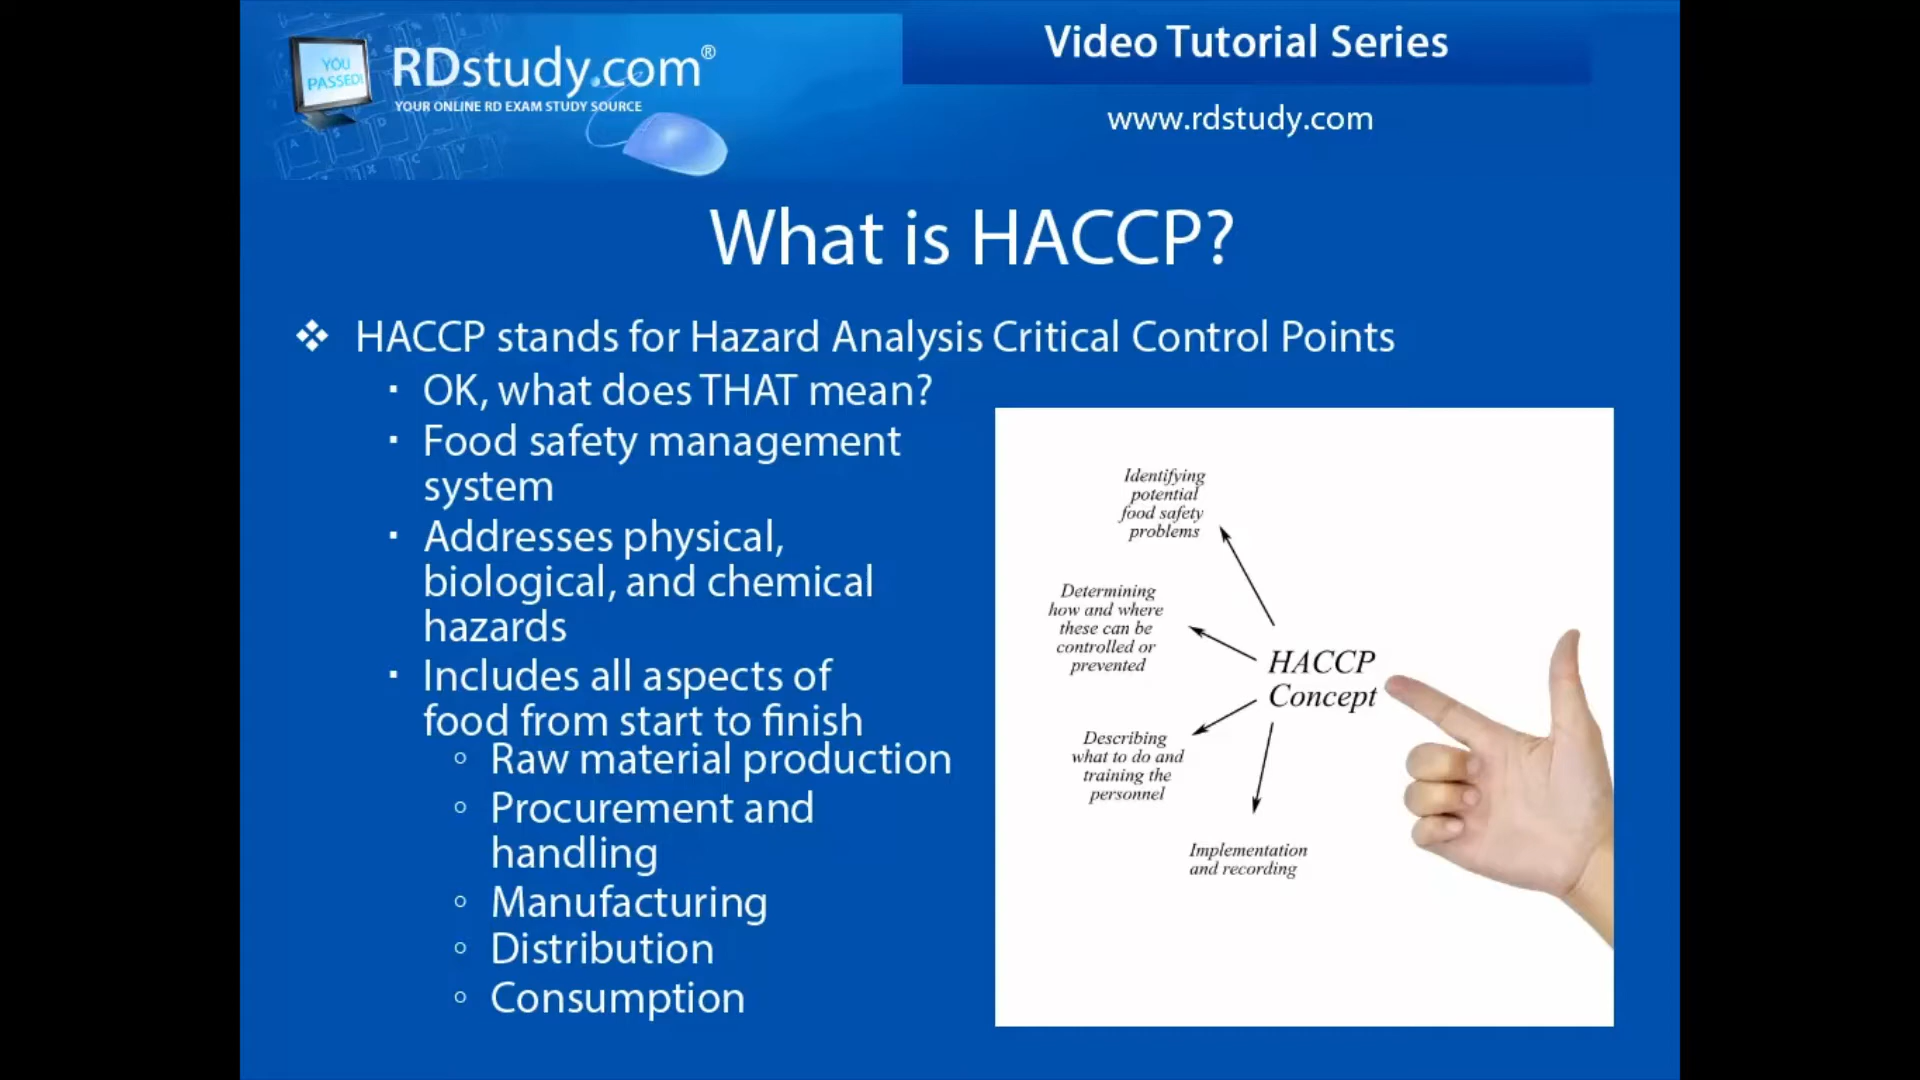 YOU
PASSED!
RDstudy.com®
YOUR ONLINE RD EXAM STUDY SOURCE
Video Tutorial Series
www.rdstudy.com
What is HACCP?
❖ HACCP stands for Hazard Analysis Critical Control Points
▪ OK, what does THAT mean?
▪ Food safety management
system
▪ Addresses physical,
biological, and chemical
hazards
▪ Includes all aspects of
food from start to finish
○ Raw material production
○ Procurement and
handling
○ Manufacturing
○ Distribution
○ Consumption
Identifying
potential
food safety
problems
Determining
how and where
these can be
controlled or
prevented
HACCP
Concept
Describing
what to do and
training the
personnel
Implementation
and recording